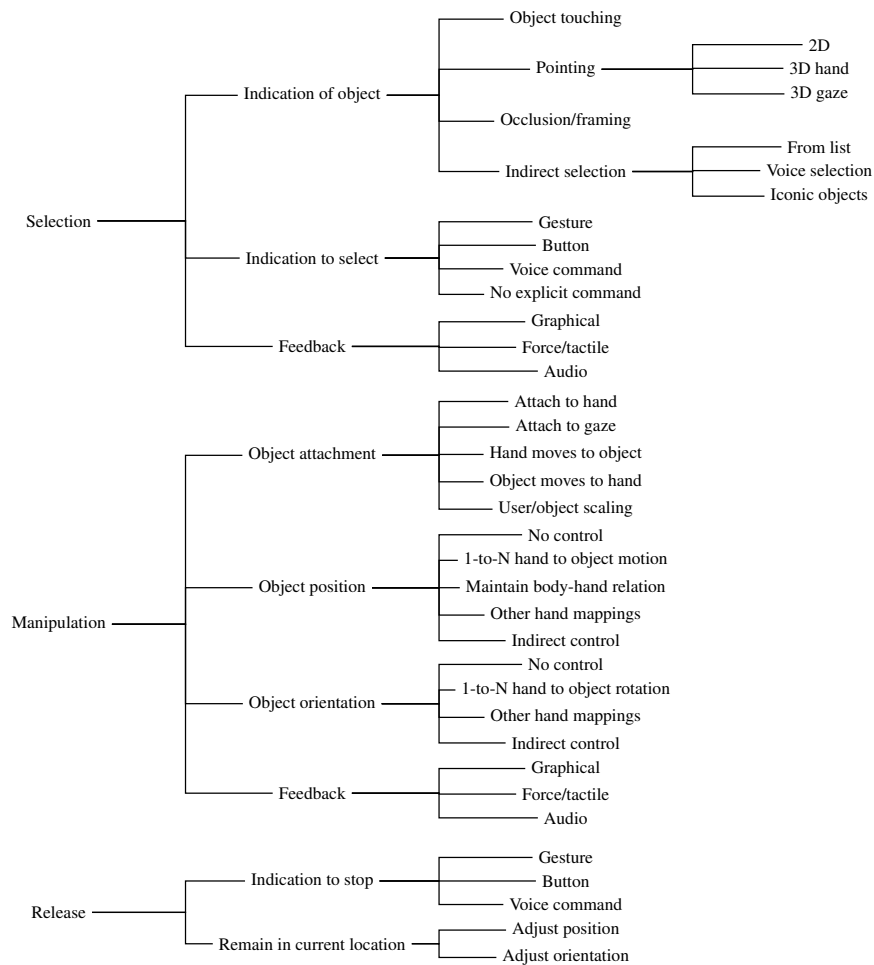 Selection
Indication of object
Object touching
Pointing
2D
3D hand
3D gaze
Occlusion/framing
Indirect selection
From list
Voice selection
Iconic objects
Indication to select
Gesture
Button
Voice command
No explicit command
Feedback
Graphical
Force/tactile
Audio
Manipulation
Object attachment
Attach to hand
Attach to gaze
Hand moves to object
Object moves to hand
User/object scaling
Object position
No control
1-to-N hand to object motion
Maintain body-hand relation
Other hand mappings
Indirect control
Object orientation
No control
1-to-N hand to object rotation
Other hand mappings
Indirect control
Feedback
Graphical
Force/tactile
Audio
Release
Indication to stop
Gesture
Button
Voice command
Remain in current location
Adjust position
Adjust orientation